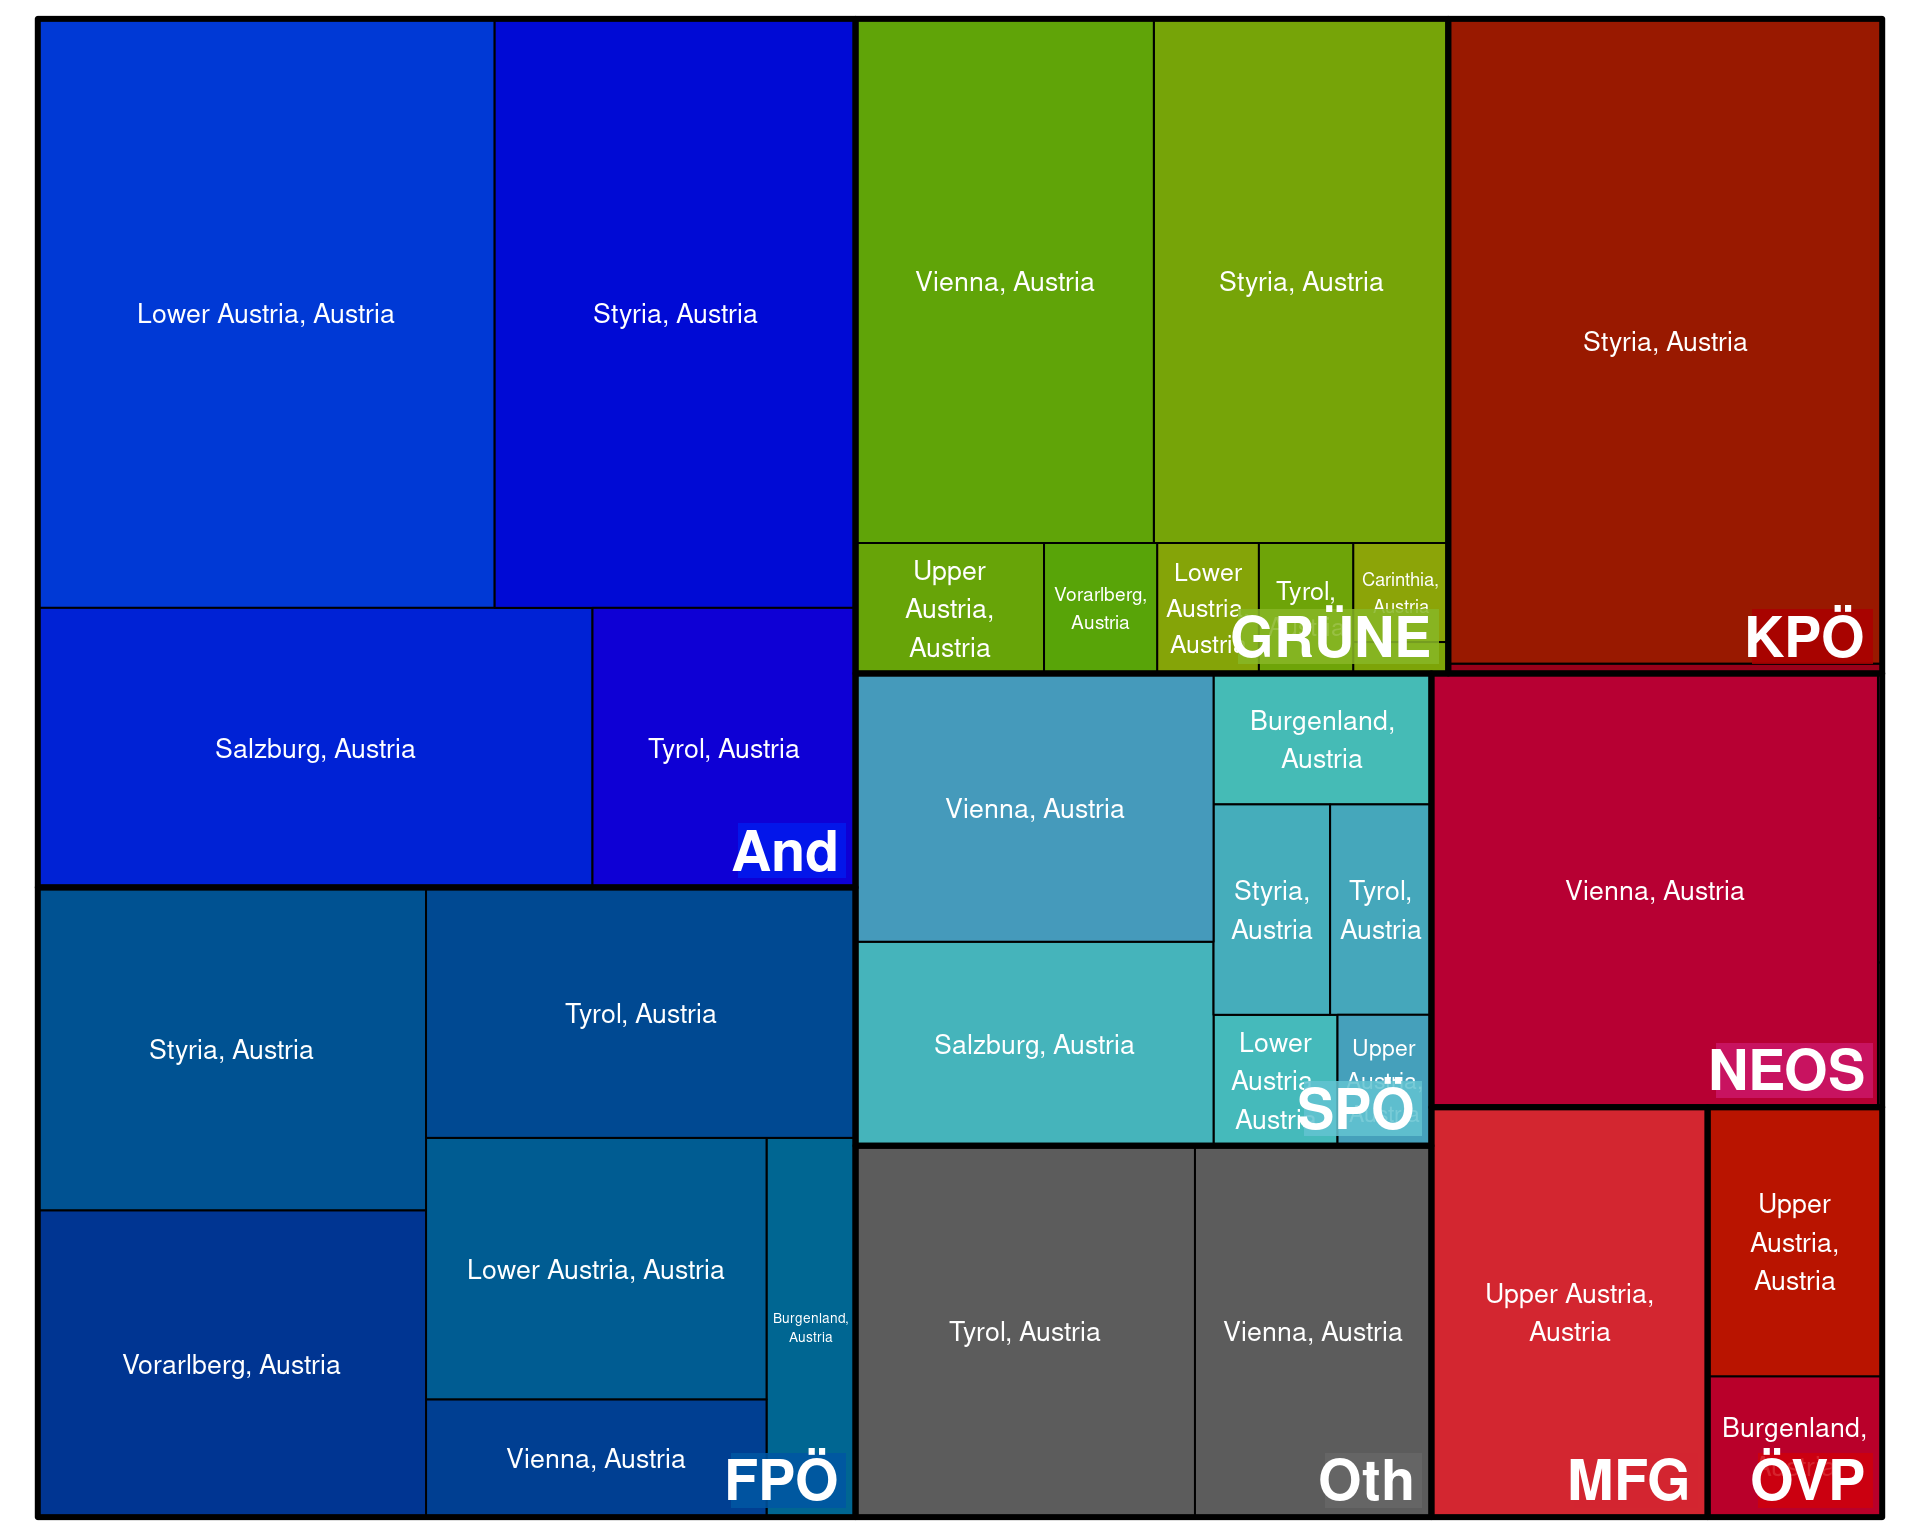 Lower Austria, Austria
Styria, Austria
Salzburg, Austria
Tyrol, Austria
And
Styria, Austria
Tyrol, Austria
Vorarlberg, Austria
Lower Austria, Austria
Burgenland,
Austria
Vienna, Austria
FPÖ
Vienna, Austria
Styria, Austria
Upper
Austria,
Austria
Vorarlberg,
Austria
Lower
Austria,
Austria
Tyrol,
Austria
Carinthia,
Austria
GRÜNE
Styria, Austria
KPÖ
Vienna, Austria
Burgenland,
Austria
Styria,
Austria
Tyrol,
Austria
Salzburg, Austria
Lower
Austria,
Austria
Upper
Austria,
Austria
SPÖ
Vienna, Austria
NEOS
Tyrol, Austria
Vienna, Austria
Oth
Upper Austria,
Austria
MFG
Upper
Austria,
Austria
Burgenland,
Austria
ÖVP